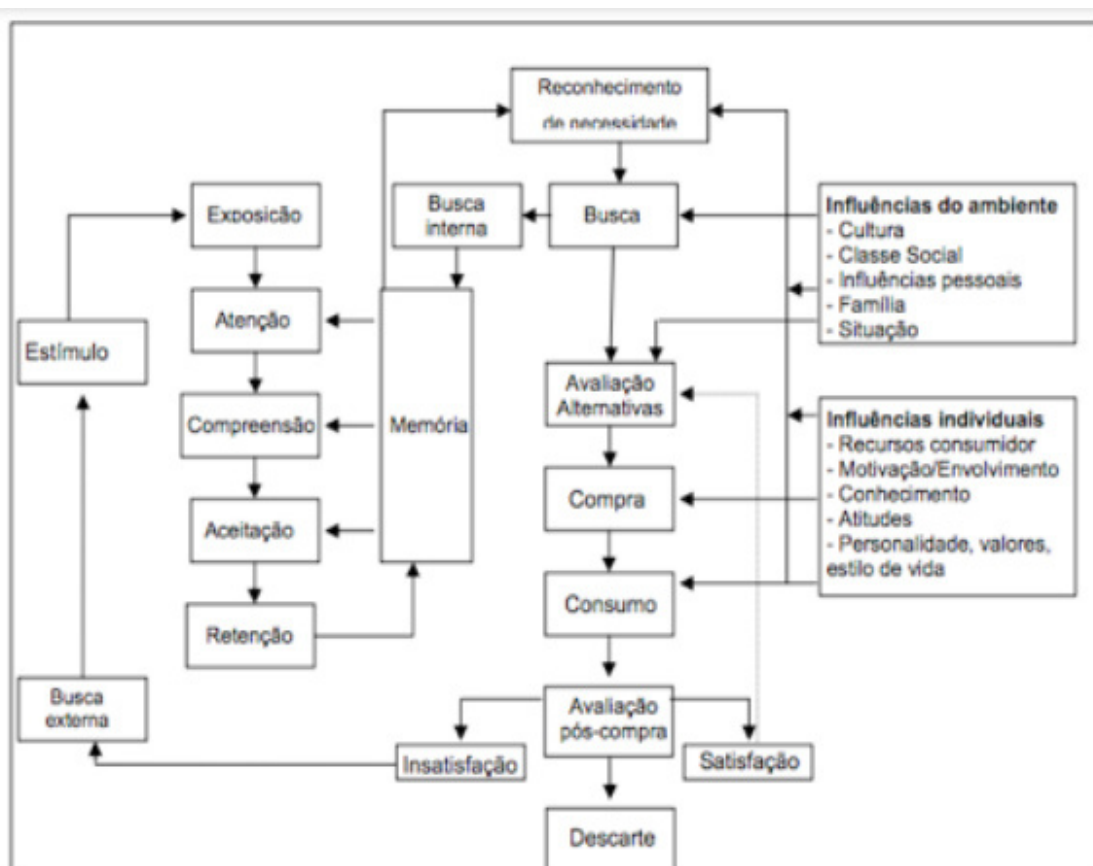 Reconhecimento
de necessidade
Busca
interna
Busca
Exposição
Influências do ambiente
- Cultura
- Classe Social
- Influências pessoais
- Família
- Situação
Atenção
Estímulo
Avaliação
Alternativas
Compreensão
Memória
Influências individuais
- Recursos consumidor
- Motivação/Envolvimento
- Conhecimento
- Atitudes
- Personalidade, valores,
estilo de vida
Compra
Aceitação
Consumo
Retenção
Busca
externa
Avaliação
pós-compra
Insatisfação
Satisfação
Descarte